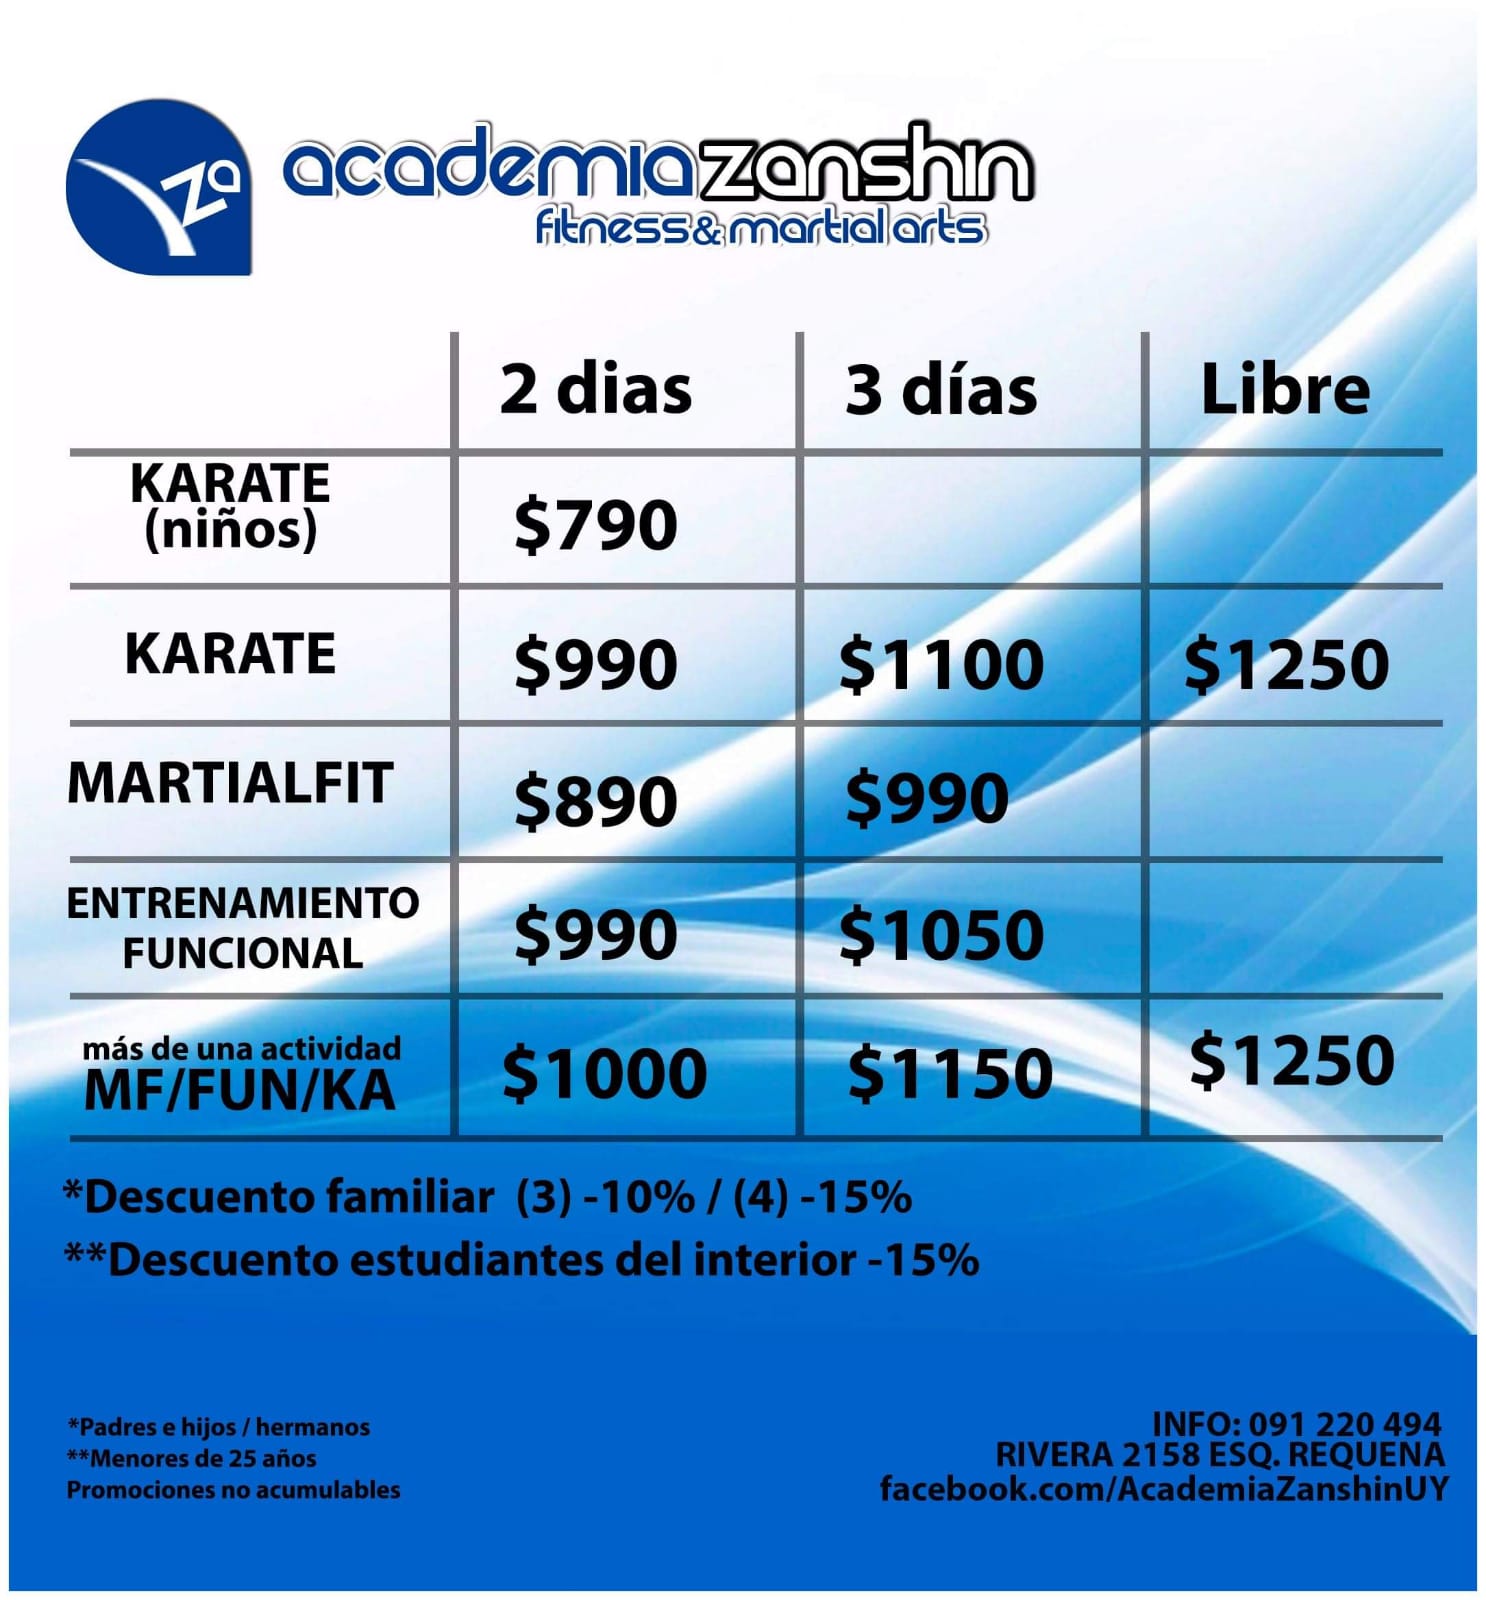 Za
academiazanshin
fitness&martial arts
2 dias 3 días Libre
KARATE
(niños) $790
KARATE $990 $1100 $1250
MARTIALFIT $890 $990
ENTRENAMIENTO
FUNCIONAL $990 $1050
más de una actividad
MF/FUN/KA $1000 $1150 $1250
*Descuento familiar (3) -10% / (4) -15%
**Descuento estudiantes del interior -15%
*Padres e hijos / hermanos
**Menores de 25 años
Promociones no acumulables
INFO: 091 220 494
RIVERA 2158 ESQ. REQUENA
facebook.com/AcademiaZanshinUY